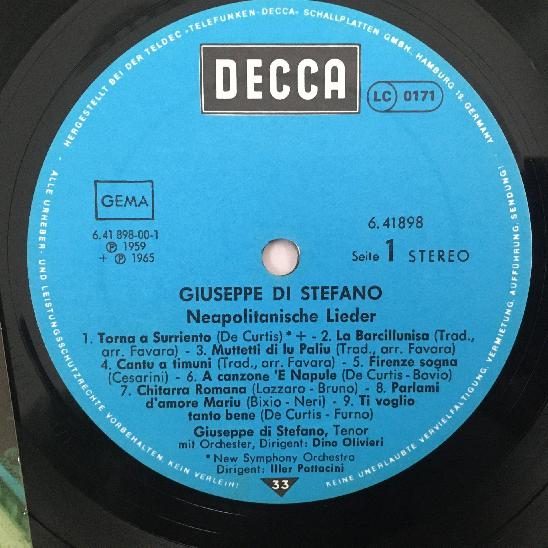 HERGESTELLT BEI DER TELDEC »TELEFUNKEN-DECCA« SCHALLPLATTEN GMBH., HAMBURG 19, GERMANY
DECCA
LC 0171
GEMA
6.41 898-00-1
Ⓟ 1959
+ Ⓟ 1965
6.41898
Seite 1 STEREO
GIUSEPPE DI STEFANO
Neapolitanische Lieder
1. Torna a Surriento (De Curtis) * + - 2. La Barcillunisa (Trad.,
arr. Favara) - 3. Muttetti di lu Paliu (Trad., arr. Favara)
4. Cantu a timuni (Trad., arr. Favara) - 5. Firenze sogna
(Cesarini) - 6. A canzone 'E Napule (De Curtis - Bovio)
7. Chitarra Romana (Lazzaro - Bruno) - 8. Parlami
d'amore Mariu (Bixio - Neri) - 9. Ti voglio
tanto bene (De Curtis - Furno)
Giuseppe di Stefano, Tenor
mit Orchester, Dirigent: Dino Olivieri
* New Symphony Orchestra
Dirigent: Iller Pattacini
33
ALLE URHEBER- UND LEISTUNGSSCHUTZRECHTE VORBEHALTEN. KEIN VERLEIH!
KEINE UNERLAUBTE VERVIELFÄLTIGUNG, VERMIETUNG, AUFFÜHRUNG, SENDUNG!